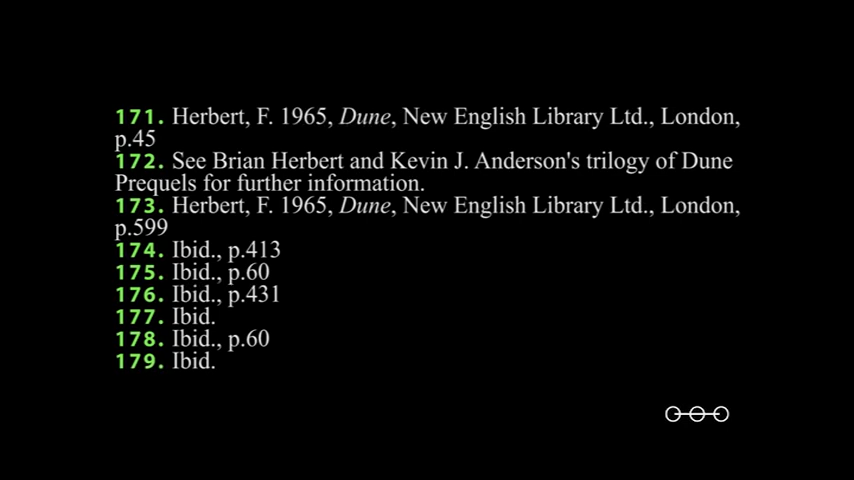 171. Herbert, F. 1965, Dune, New English Library Ltd., London,
p.45
172. See Brian Herbert and Kevin J. Anderson's trilogy of Dune
Prequels for further information.
173. Herbert, F. 1965, Dune, New English Library Ltd., London,
p.599
174. Ibid., p.413
175. Ibid., p.60
176. Ibid., p.431
177. Ibid.
178. Ibid., p.60
179. Ibid.